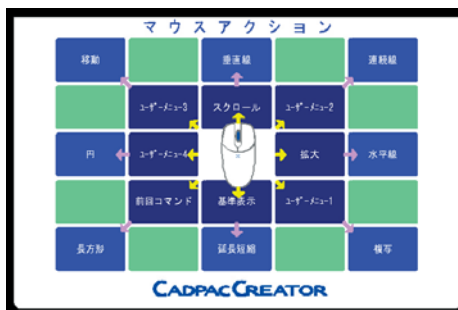 マウスアクション
移動 垂直線 連続線
ユーザーメニュー3 スクロール ユーザーメニュー2
円 ユーザーメニュー4 拡大 水平線
前回コマンド 基準表示 ユーザーメニュー1
長方形 延長短縮 複写
CADPAC CREATOR